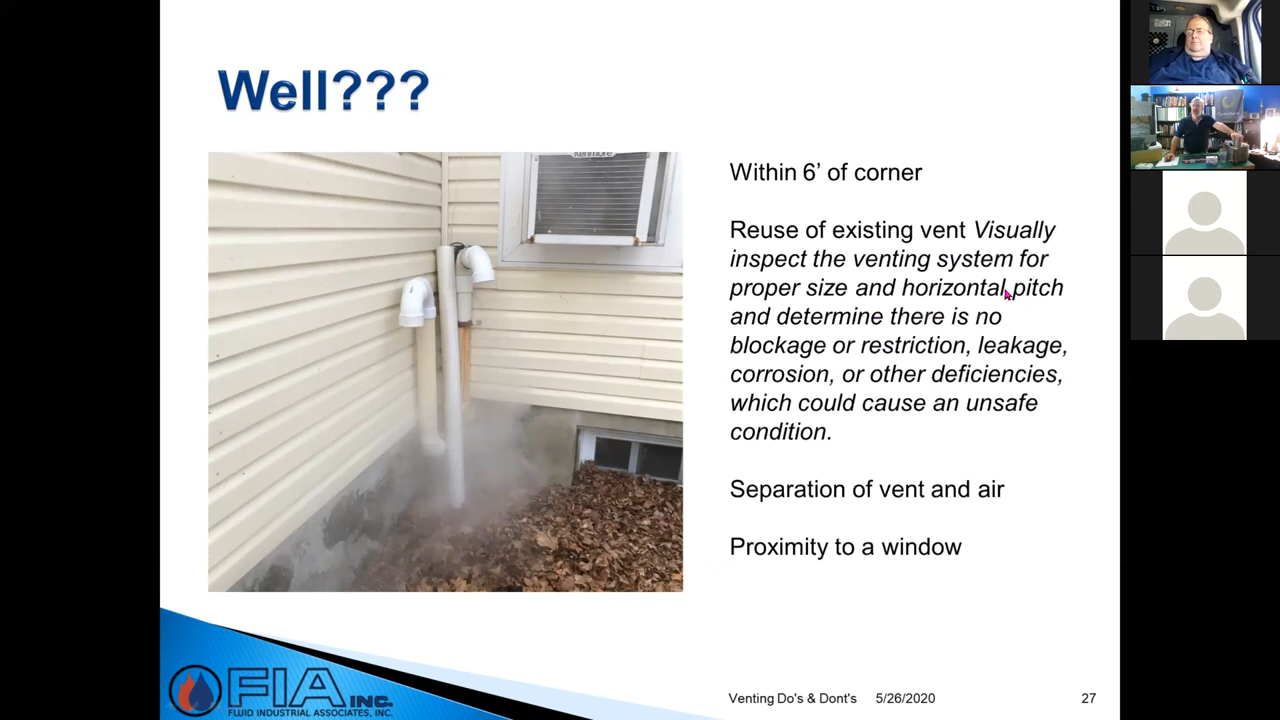 Well???
Kenmore
Within 6’ of corner
Reuse of existing vent Visually
inspect the venting system for
proper size and horizontal pitch
and determine there is no
blockage or restriction, leakage,
corrosion, or other deficiencies,
which could cause an unsafe
condition.
Separation of vent and air
Proximity to a window
FIA INC.
FLUID INDUSTRIAL ASSOCIATES, INC.
Venting Do's & Dont's 5/26/2020 27